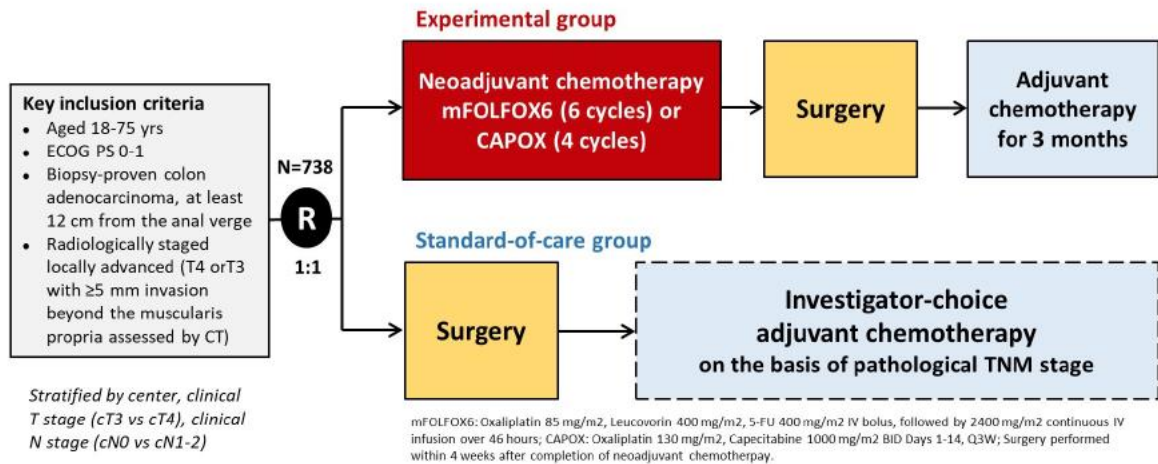 Key inclusion criteria
• Aged 18-75 yrs
• ECOG PS 0-1
• Biopsy-proven colon
adenocarcinoma, at least
12 cm from the anal verge
• Radiologically staged
locally advanced (T4 orT3
with ≥5 mm invasion
beyond the muscularis
propria assessed by CT)
Stratified by center, clinical
T stage (cT3 vs cT4), clinical
N stage (cN0 vs cN1-2)
N=738
R
1:1
Experimental group
Neoadjuvant chemotherapy
mFOLFOX6 (6 cycles) or
CAPOX (4 cycles)
Surgery
Adjuvant
chemotherapy
for 3 months
Standard-of-care group
Surgery
Investigator-choice
adjuvant chemotherapy
on the basis of pathological TNM stage
mFOLFOX6: Oxaliplatin 85 mg/m2, Leucovorin 400 mg/m2, 5-FU 400 mg/m2 IV bolus, followed by 2400 mg/m2 continuous IV
infusion over 46 hours; CAPOX: Oxaliplatin 130 mg/m2, Capecitabine 1000 mg/m2 BID Days 1-14, Q3W; Surgery performed
within 4 weeks after completion of neoadjuvant chemotherpay.